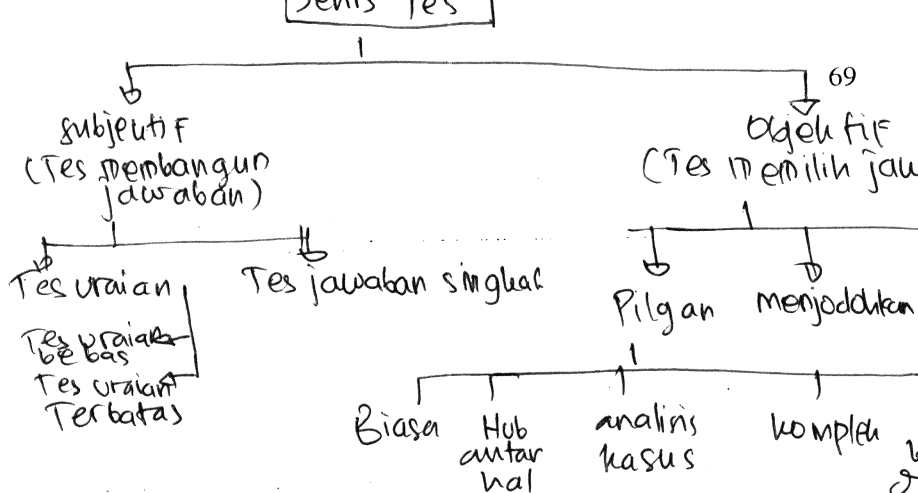 Jenis Tes
69
Subjektif
(Tes membangun
jawaban)
Objektif
(Tes memilih jaw
Tes uraian
Tes jawaban singkat
Tes uraian
bebas
Tes uraian
Terbatas
Pilgan
menjodohkan
Biasa
Hub
antar
hal
analisis
kasus
komplek